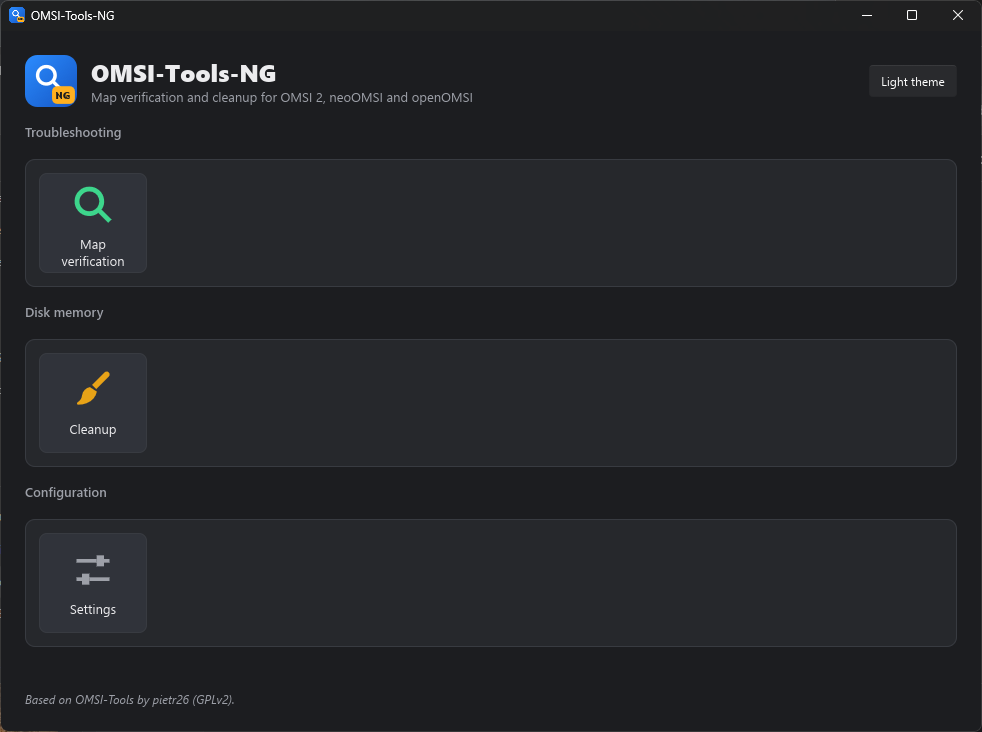 OMSI-Tools-NG
NG
OMSI-Tools-NG
Light theme
Map verification and cleanup for OMSI 2, neoOMSI and openOMSI
Troubleshooting
Map
verification
Disk memory
Cleanup
Configuration
Settings
Based on OMSI-Tools by pietr26 (GPLv2).